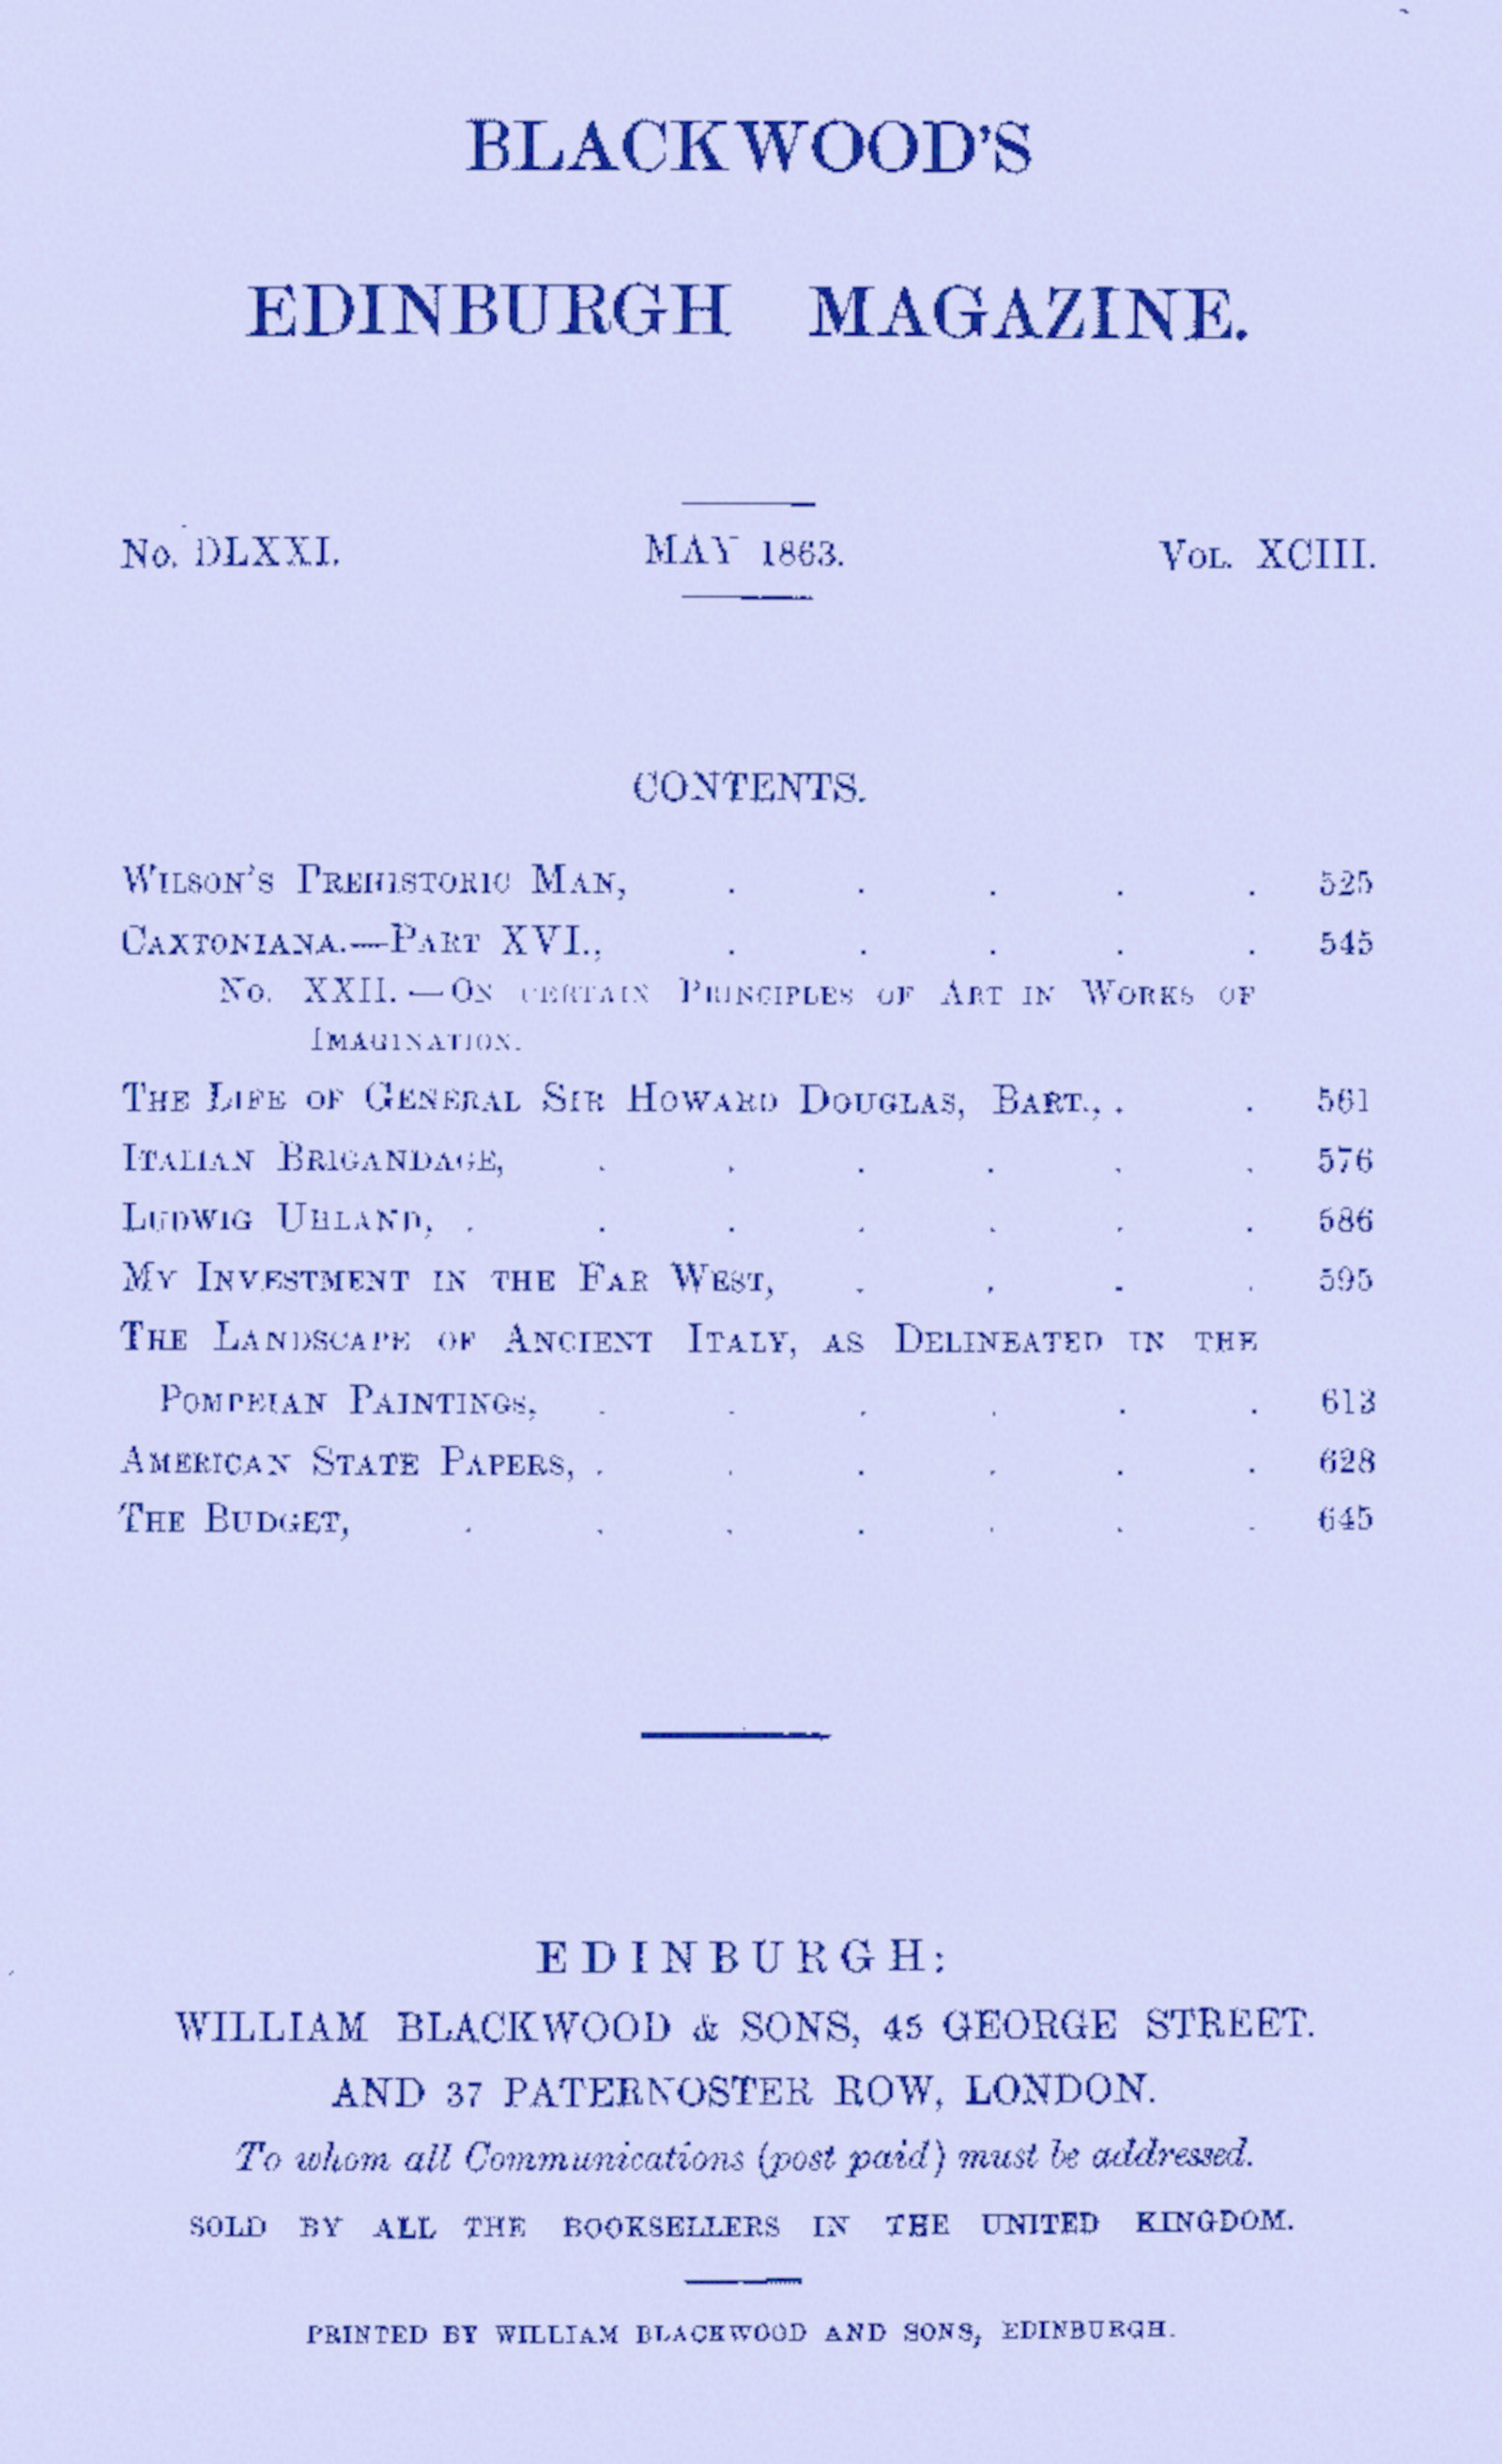 BLACKWOOD'S
EDINBURGH MAGAZINE.
No. DLXXI. MAY 1863. VOL. XCIII.
CONTENTS.
WILSON'S PREHISTORIC MAN, . . . . . 525
CAXTONIANA.—PART XVI., . . . . . 545
No. XXII.—ON CERTAIN PRINCIPLES OF ART IN WORKS OF
IMAGINATION.
THE LIFE OF GENERAL SIR HOWARD DOUGLAS, BART., . . 561
ITALIAN BRIGANDAGE, . . . . . . 576
LUDWIG UHLAND, . . . . . . . 586
MY INVESTMENT IN THE FAR WEST, . . . . 595
THE LANDSCAPE OF ANCIENT ITALY, AS DELINEATED IN THE
POMPEIAN PAINTINGS, . . . . . . 613
AMERICAN STATE PAPERS, . . . . . . 628
THE BUDGET, . . . . . . . 645
EDINBURGH:
WILLIAM BLACKWOOD & SONS, 45 GEORGE STREET.
AND 37 PATERNOSTER ROW, LONDON.
To whom all Communications (post paid) must be addressed.
SOLD BY ALL THE BOOKSELLERS IN THE UNITED KINGDOM.
PRINTED BY WILLIAM BLACKWOOD AND SONS, EDINBURGH.